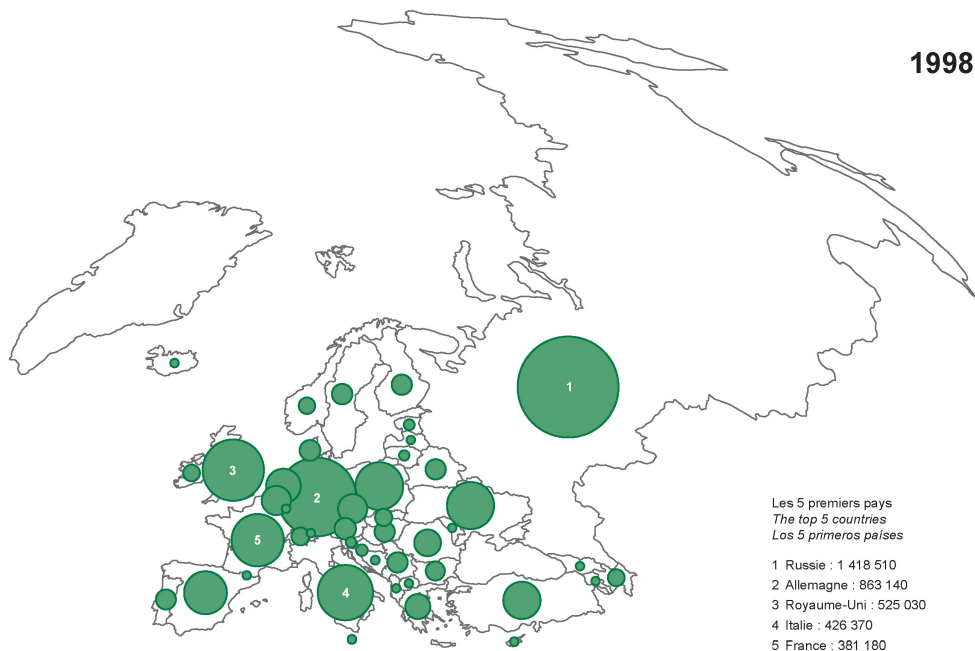 1998
1
3
2
5
4
Les 5 premiers pays
The top 5 countries
Los 5 primeros países
1 Russie : 1 418 510
2 Allemagne : 863 140
3 Royaume-Uni : 525 030
4 Italie : 426 370
5 France : 381 180